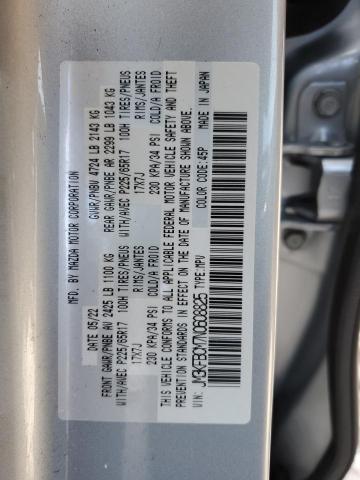 MFD. BY MAZDA MOTOR CORPORATION
DATE 05/22 GVWR/PNBV 4724 LB 2143 KG
FRONT GAWR/PNBE AV 2425 LB 1100 KG REAR GAWR/PNBE AR 2299 LB 1043 KG
WITH/AVEC P225/65R17 100H TIRES/PNEUS WITH/AVEC P225/65R17 100H TIRES/PNEUS
17X7J RIMS/JANTES 17X7J RIMS/JANTES
230 KPA/34 PSI COLD/A FROID 230 KPA/34 PSI COLD/A FROID
THIS VEHICLE CONFORMS TO ALL APPLICABLE FEDERAL MOTOR VEHICLE SAFETY AND THEFT
PREVENTION STANDARDS IN EFFECT ON THE DATE OF MANUFACTURE SHOWN ABOVE.
VIN: JM3KFBCM7N0608825 COLOR CODE:45P MADE IN JAPAN
TYPE:MPV